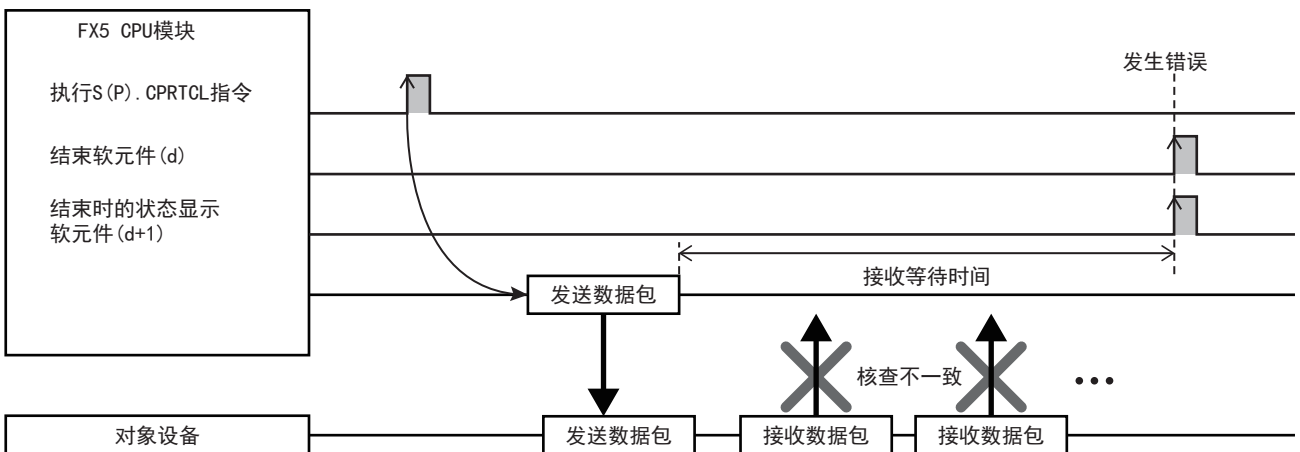 FX5 CPU模块
发生错误
执行S(P).CPRTCL指令
结束软元件(d)
结束时的状态显示
软元件(d+1)
接收等待时间
发送数据包
核查不一致
对象设备
发送数据包
接收数据包
接收数据包